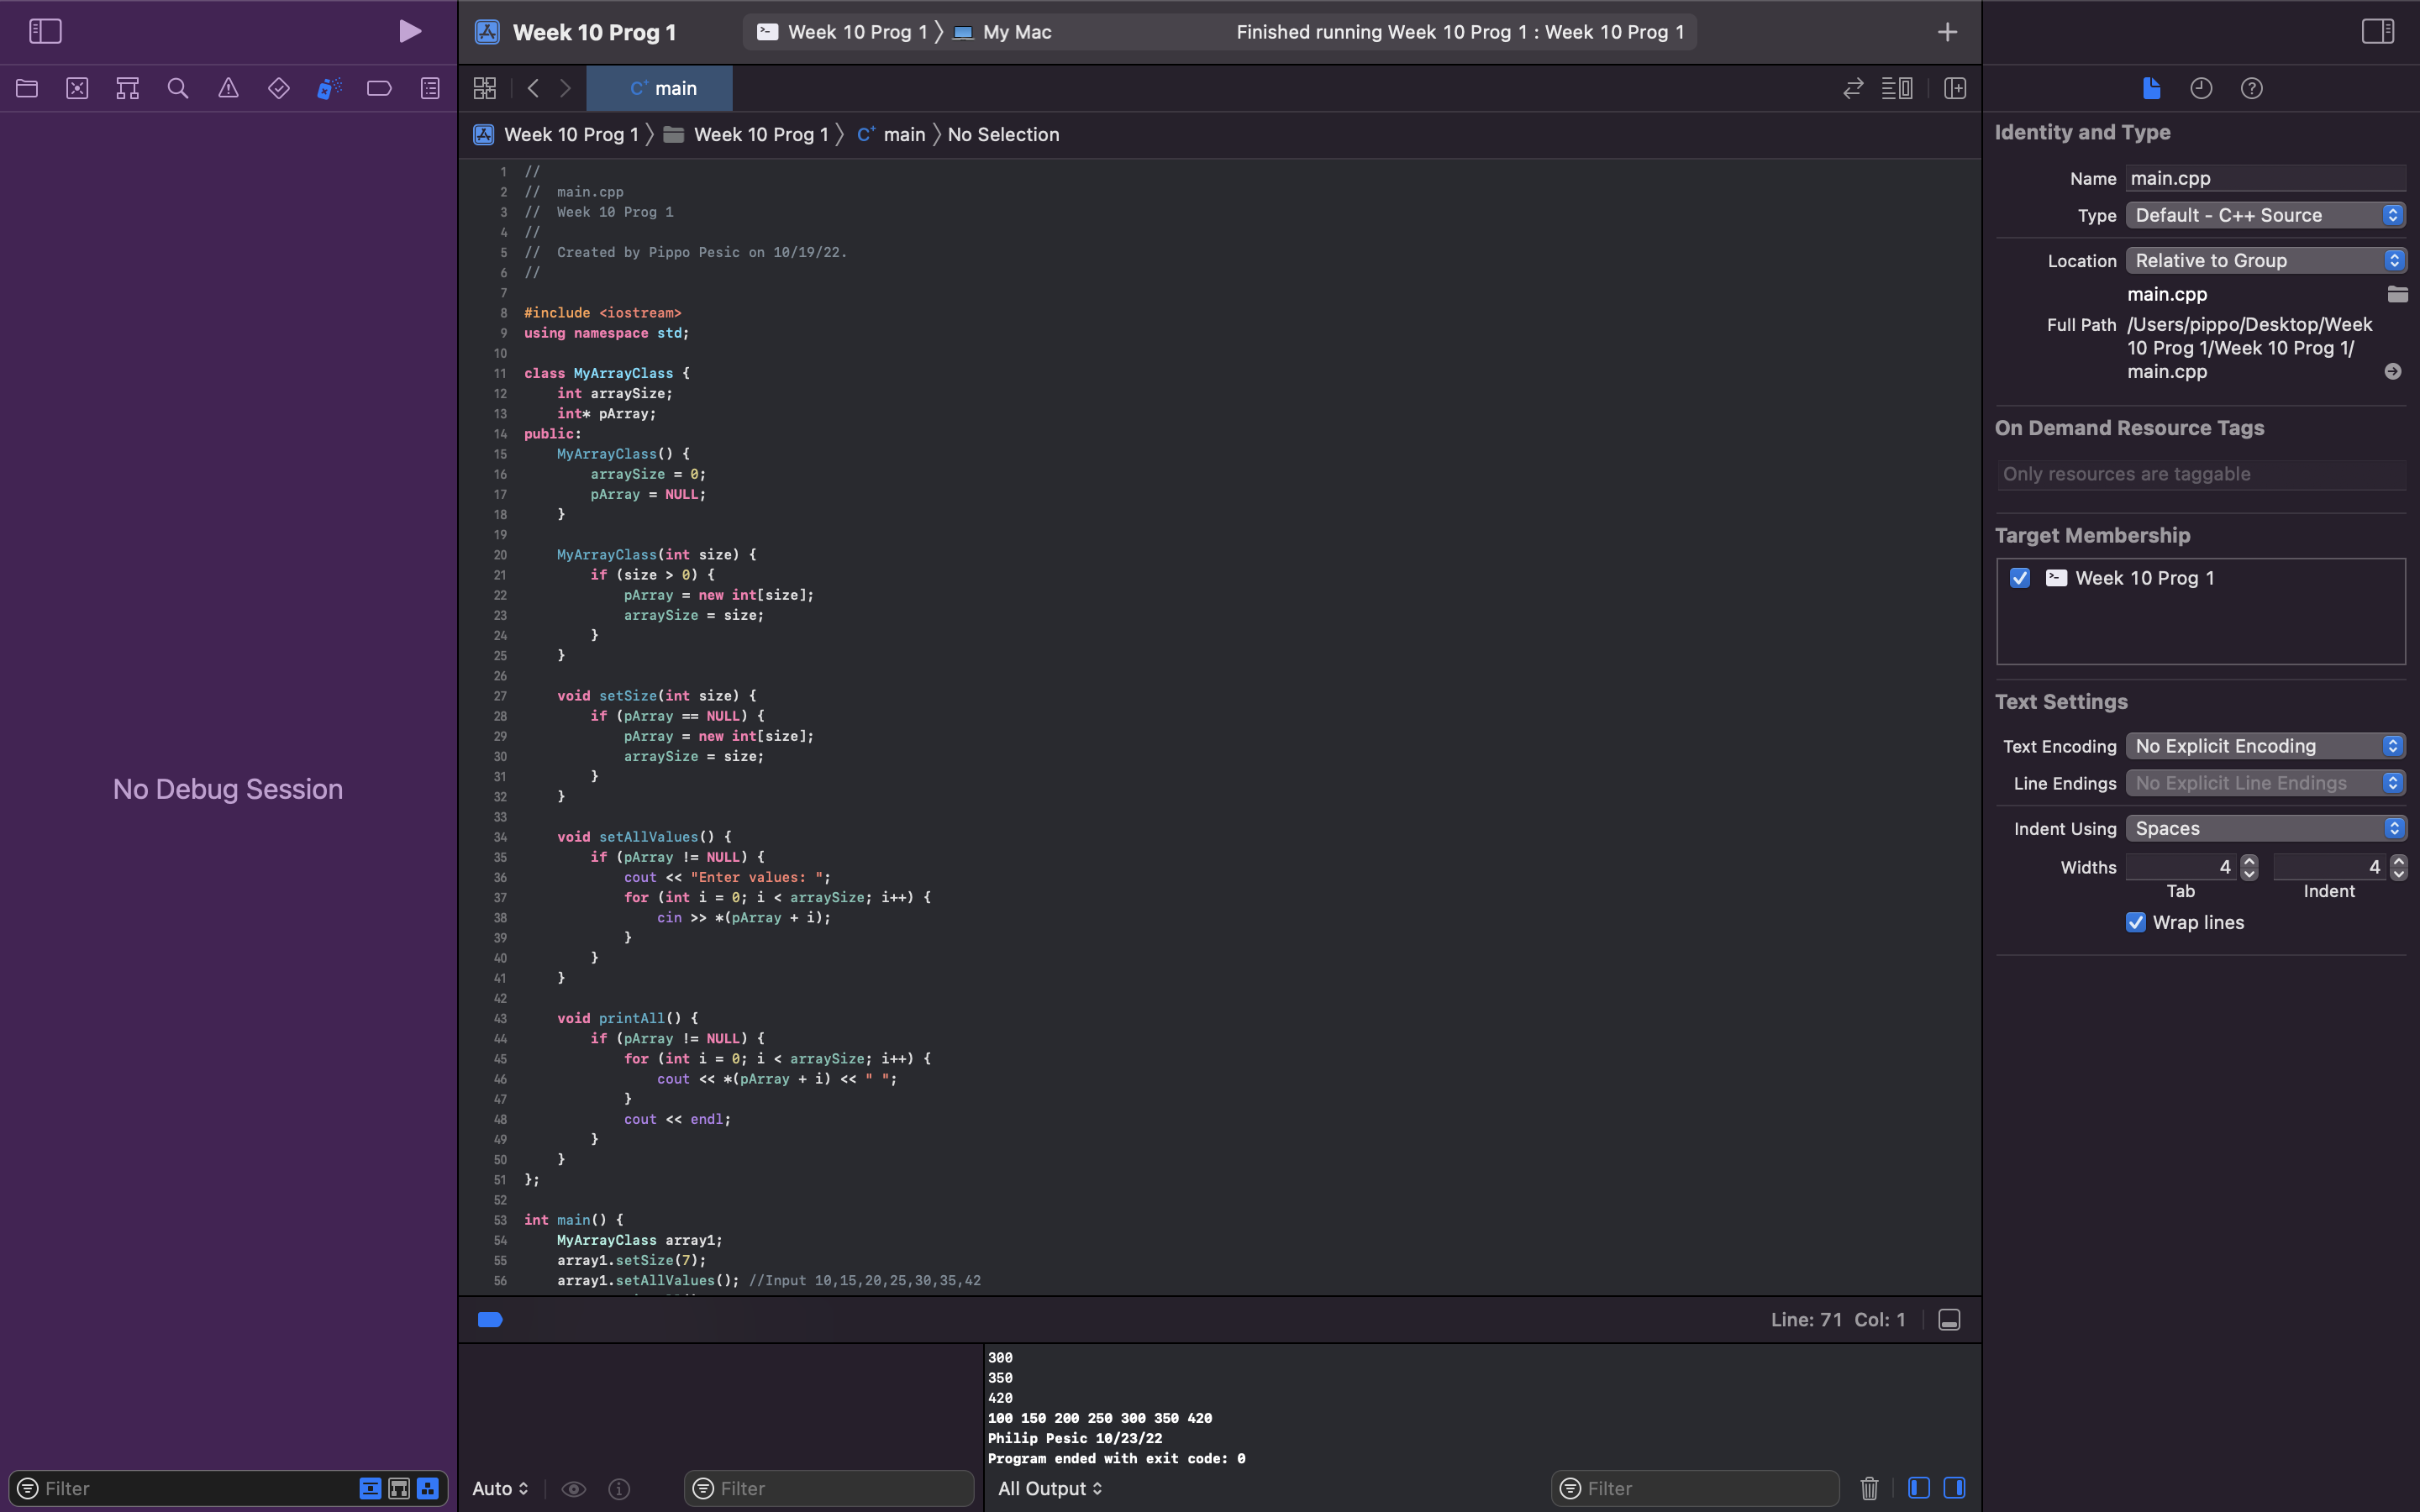 Week 10 Prog 1
Week 10 Prog 1 〉 My Mac
Finished running Week 10 Prog 1 : Week 10 Prog 1
main
Week 10 Prog 1 〉 Week 10 Prog 1 〉 main 〉 No Selection
No Debug Session
Filter
1 //
2 //  main.cpp
3 //  Week 10 Prog 1
4 //
5 //  Created by Pippo Pesic on 10/19/22.
6 //
7
8 #include <iostream>
9 using namespace std;
10
11 class MyArrayClass {
12     int arraySize;
13     int* pArray;
14 public:
15     MyArrayClass() {
16         arraySize = 0;
17         pArray = NULL;
18     }
19
20     MyArrayClass(int size) {
21         if (size > 0) {
22             pArray = new int[size];
23             arraySize = size;
24         }
25     }
26
27     void setSize(int size) {
28         if (pArray == NULL) {
29             pArray = new int[size];
30             arraySize = size;
31         }
32     }
33
34     void setAllValues() {
35         if (pArray != NULL) {
36             cout << "Enter values: ";
37             for (int i = 0; i < arraySize; i++) {
38                 cin >> *(pArray + i);
39             }
40         }
41     }
42
43     void printAll() {
44         if (pArray != NULL) {
45             for (int i = 0; i < arraySize; i++) {
46                 cout << *(pArray + i) << " ";
47             }
48             cout << endl;
49         }
50     }
51 };
52
53 int main() {
54     MyArrayClass array1;
55     array1.setSize(7);
56     array1.setAllValues(); //Input 10,15,20,25,30,35,42
Line: 71  Col: 1
300
350
420
100 150 200 250 300 350 420
Philip Pesic 10/23/22
Program ended with exit code: 0
Auto
Filter
All Output
Filter
Identity and Type
Name main.cpp
Type Default - C++ Source
Location Relative to Group
main.cpp
Full Path /Users/pippo/Desktop/Week
10 Prog 1/Week 10 Prog 1/
main.cpp
On Demand Resource Tags
Only resources are taggable
Target Membership
Week 10 Prog 1
Text Settings
Text Encoding No Explicit Encoding
Line Endings No Explicit Line Endings
Indent Using Spaces
Widths 4 4
Tab Indent
Wrap lines